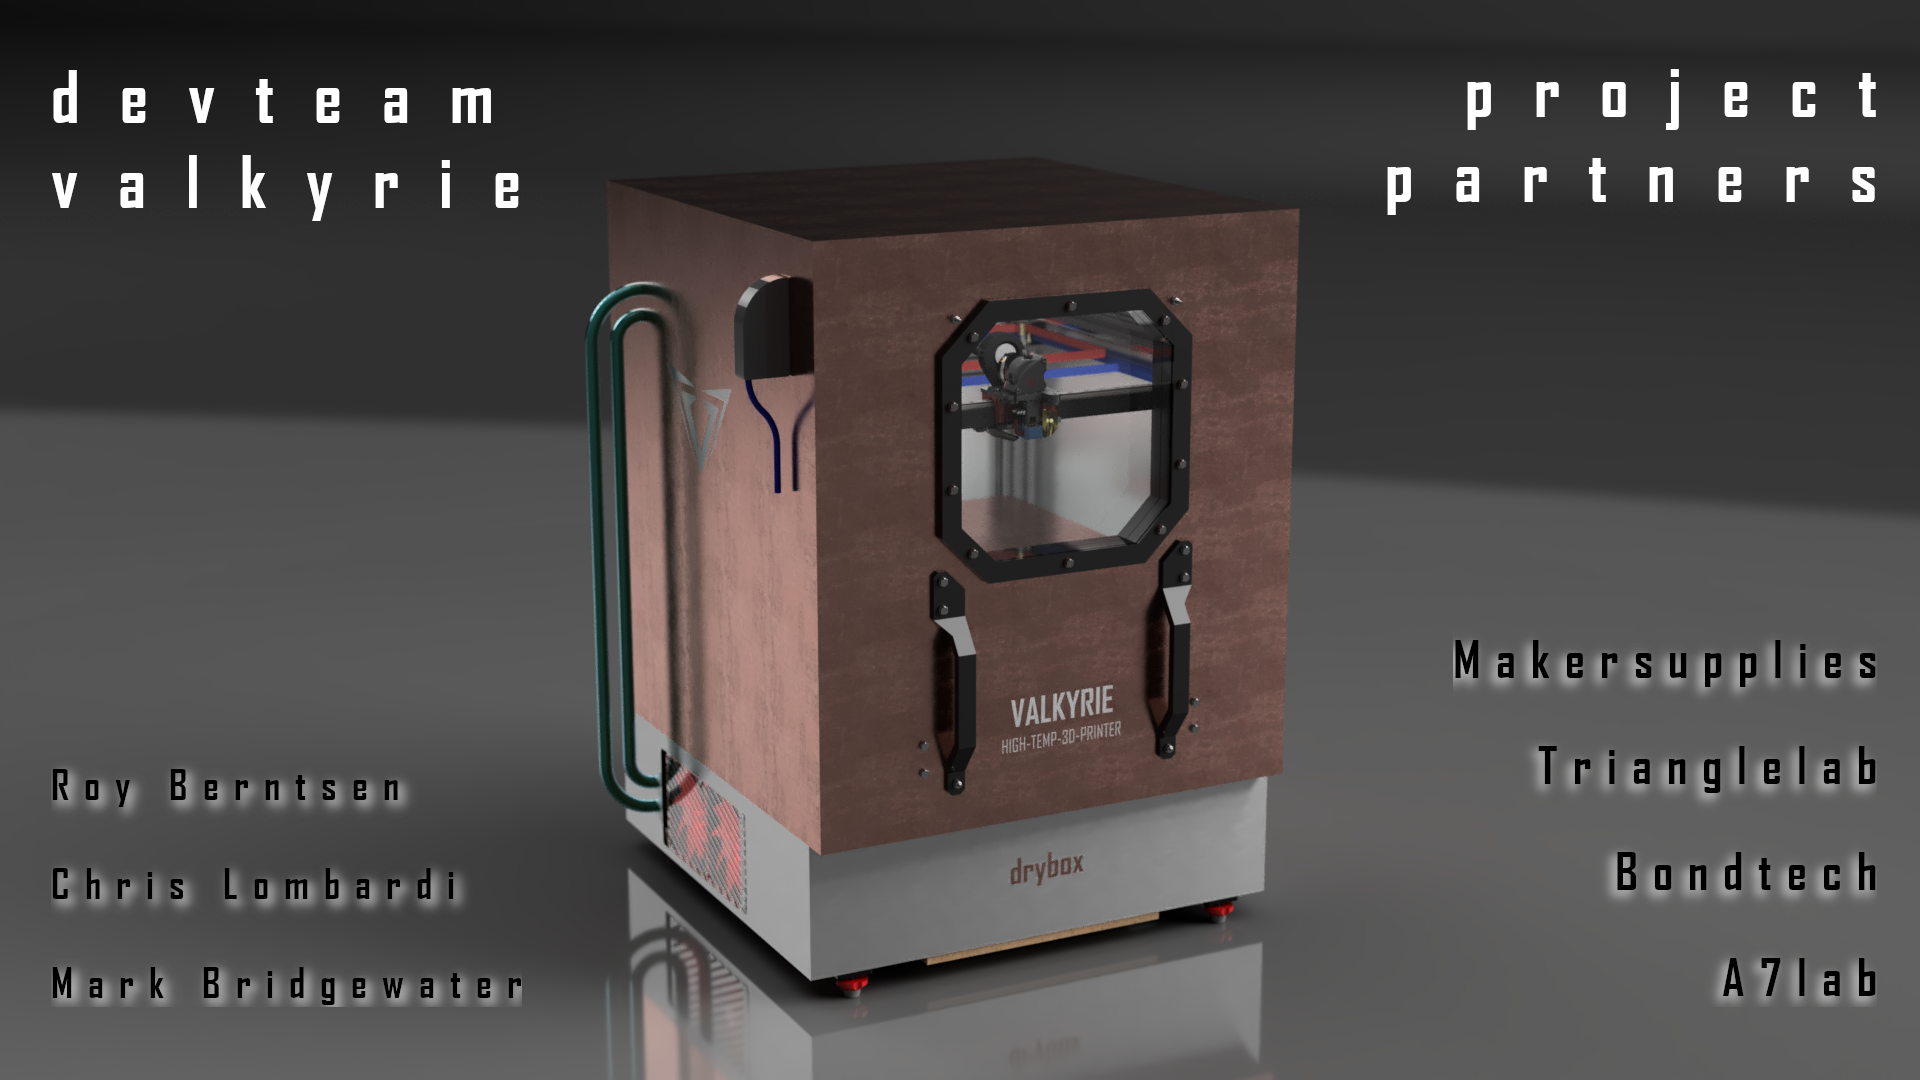 devteam
valkyrie
project
partners
VALKYRIE
HIGH-TEMP-3D-PRINTER
drybox
Roy Berntsen
Chris Lombardi
Mark Bridgewater
Makersupplies
Trianglelab
Bondtech
A7lab